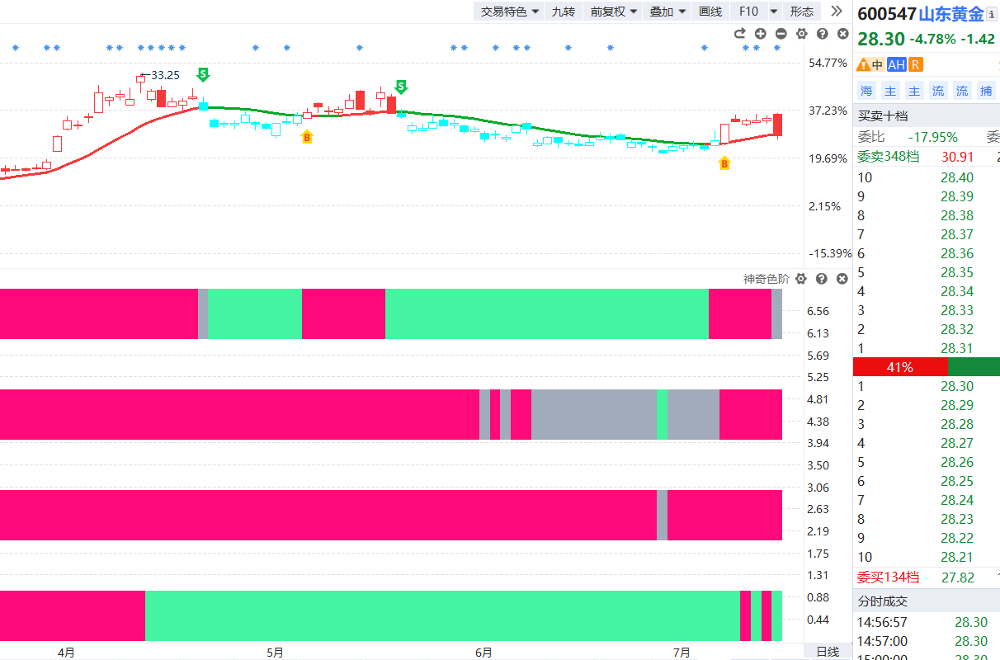 交易特色 九转 前复权 叠加 画线 F10 形态
600547 山东黄金
28.30 -4.78% -1.42
中 AH R
海 主 主 流 流 捕
买卖十档
委比 -17.95% 委
委卖348档 30.91
10 28.40
9 28.39
8 28.38
7 28.37
6 28.36
5 28.35
4 28.34
3 28.33
2 28.32
1 28.31
41%
1 28.30
2 28.29
3 28.28
4 28.27
5 28.26
6 28.25
7 28.24
8 28.23
9 28.22
10 28.21
委买134档 27.82
分时成交
14:56:57 28.30
14:57:00 28.30
15:00:00 28.30
54.77%
37.23%
19.69%
2.15%
-15.39%
33.25
S
S
B
B
神奇色阶
6.56
6.13
5.69
5.25
4.81
4.38
3.94
3.50
3.06
2.63
2.19
1.75
1.31
0.88
0.44
4月 5月 6月 7月 日线